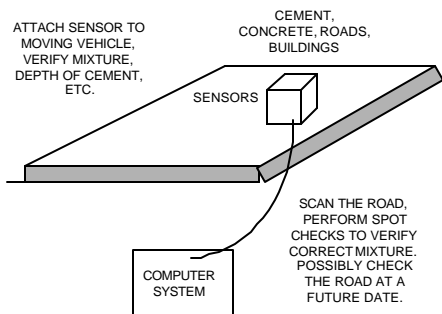 ATTACH SENSOR TO
MOVING VEHICLE,
VERIFY MIXTURE,
DEPTH OF CEMENT,
ETC.
CEMENT,
CONCRETE, ROADS,
BUILDINGS
SENSORS
SCAN THE ROAD,
PERFORM SPOT
CHECKS TO VERIFY
CORRECT MIXTURE.
POSSIBLY CHECK
THE ROAD AT A
FUTURE DATE.
COMPUTER
SYSTEM